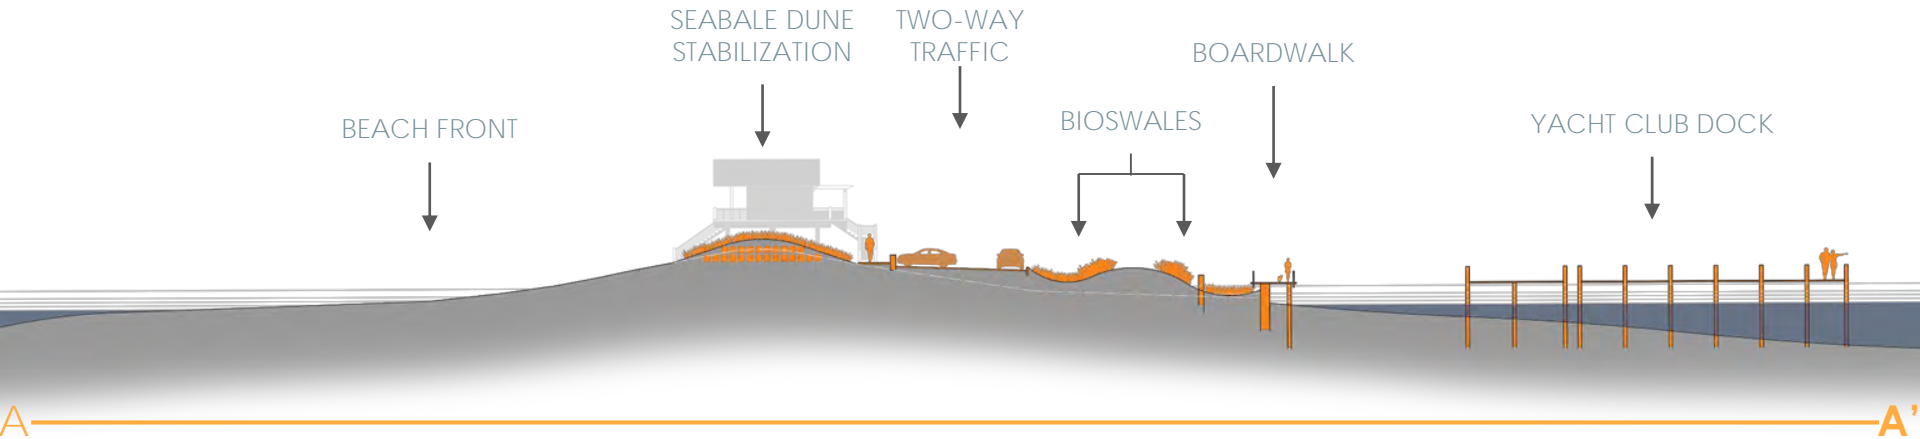 SEABALE DUNE
STABILIZATION
TWO-WAY
TRAFFIC
BOARDWALK
BEACH FRONT
BIOSWALES
YACHT CLUB DOCK
A
A'